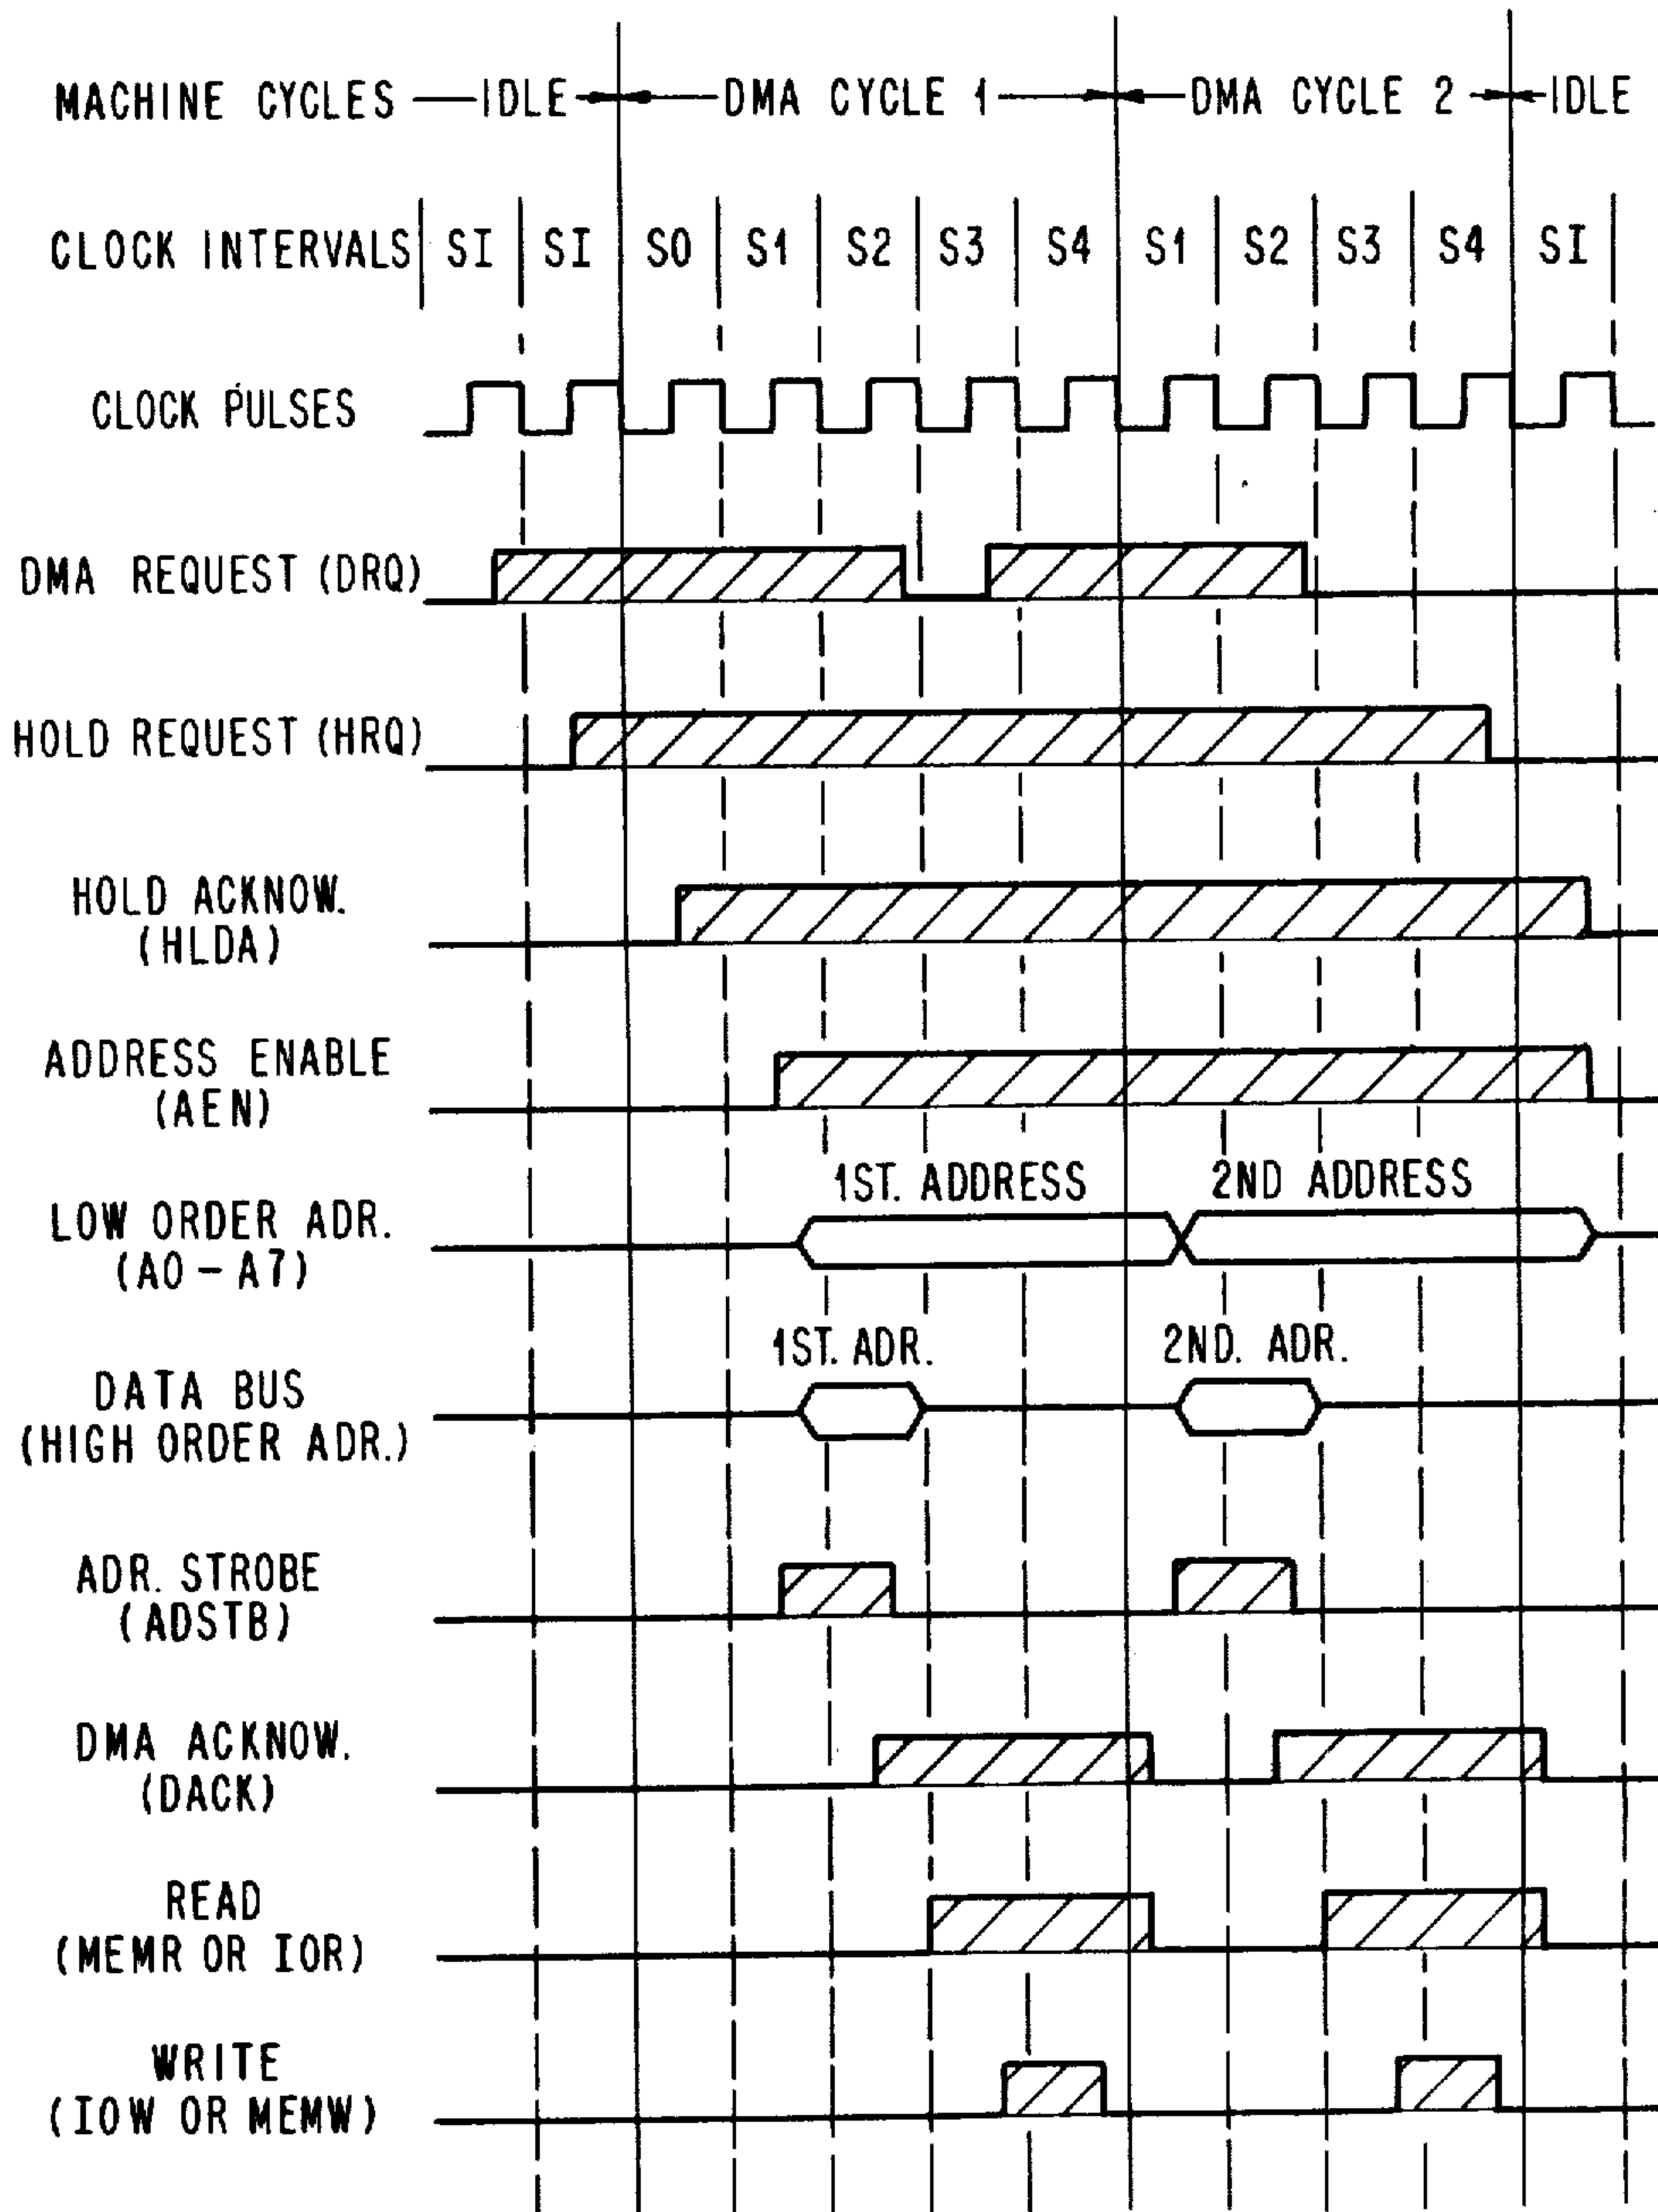 MACHINE CYCLES IDLE DMA CYCLE 1 DMA CYCLE 2 IDLE
CLOCK INTERVALS SI SI S0 S1 S2 S3 S4 S1 S2 S3 S4 SI
CLOCK PULSES
DMA REQUEST (DRQ)
HOLD REQUEST (HRQ)
HOLD ACKNOW.
(HLDA)
ADDRESS ENABLE
(AEN)
1ST. ADDRESS 2ND ADDRESS
LOW ORDER ADR.
(A0-A7)
1ST. ADR. 2ND. ADR.
DATA BUS
(HIGH ORDER ADR.)
ADR. STROBE
(ADSTB)
DMA ACKNOW.
(DACK)
READ
(MEMR OR IOR)
WRITE
(IOW OR MEMW)